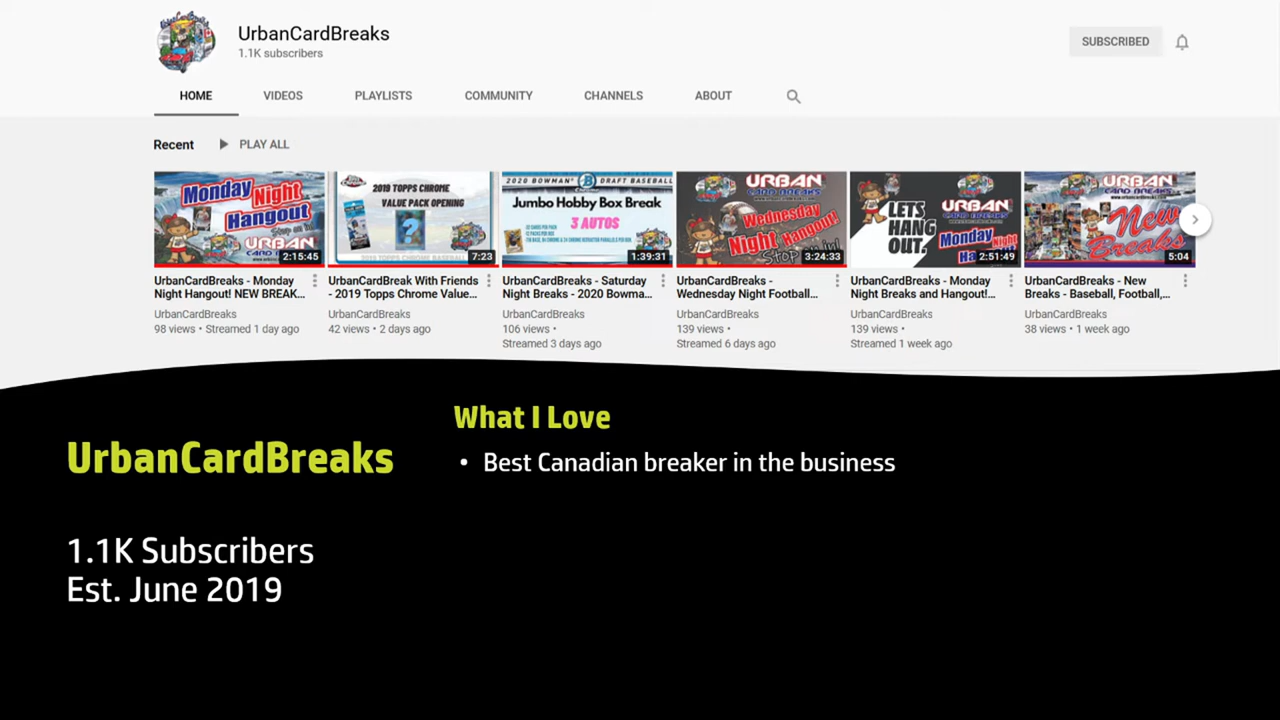 UrbanCardBreaks
1.1K subscribers
SUBSCRIBED
HOME VIDEOS PLAYLISTS COMMUNITY CHANNELS ABOUT
Recent PLAY ALL
Monday
Night
Hangout!
URBAN
2:15:45
2019 TOPPS CHROME
VALUE PACK OPENING
7:23
2020 BOWMAN DRAFT BASEBALL
Jumbo Hobby Box Break
3 AUTOS
1:39:31
URBAN
CARD BREAKS
Wednesday
Night Hangout!
Stop on in!
3:24:33
LETS
HANG
OUT.
URBAN
CARD BREAKS
Monday
Night
2:51:49
URBAN
CARD BREAKS
New
Breaks
5:04
UrbanCardBreaks - Monday
Night Hangout! NEW BREAK...
UrbanCardBreaks
98 views • Streamed 1 day ago
UrbanCardBreak With Friends
- 2019 Topps Chrome Value...
UrbanCardBreaks
42 views • 2 days ago
UrbanCardBreaks - Saturday
Night Breaks - 2020 Bowma...
UrbanCardBreaks
106 views •
Streamed 3 days ago
UrbanCardBreaks -
Wednesday Night Football...
UrbanCardBreaks
139 views •
Streamed 6 days ago
UrbanCardBreaks - Monday
Night Breaks and Hangout!...
UrbanCardBreaks
139 views •
Streamed 1 week ago
UrbanCardBreaks - New
Breaks - Baseball, Football,...
UrbanCardBreaks
38 views • 1 week ago
UrbanCardBreaks
1.1K Subscribers
Est. June 2019
What I Love
• Best Canadian breaker in the business